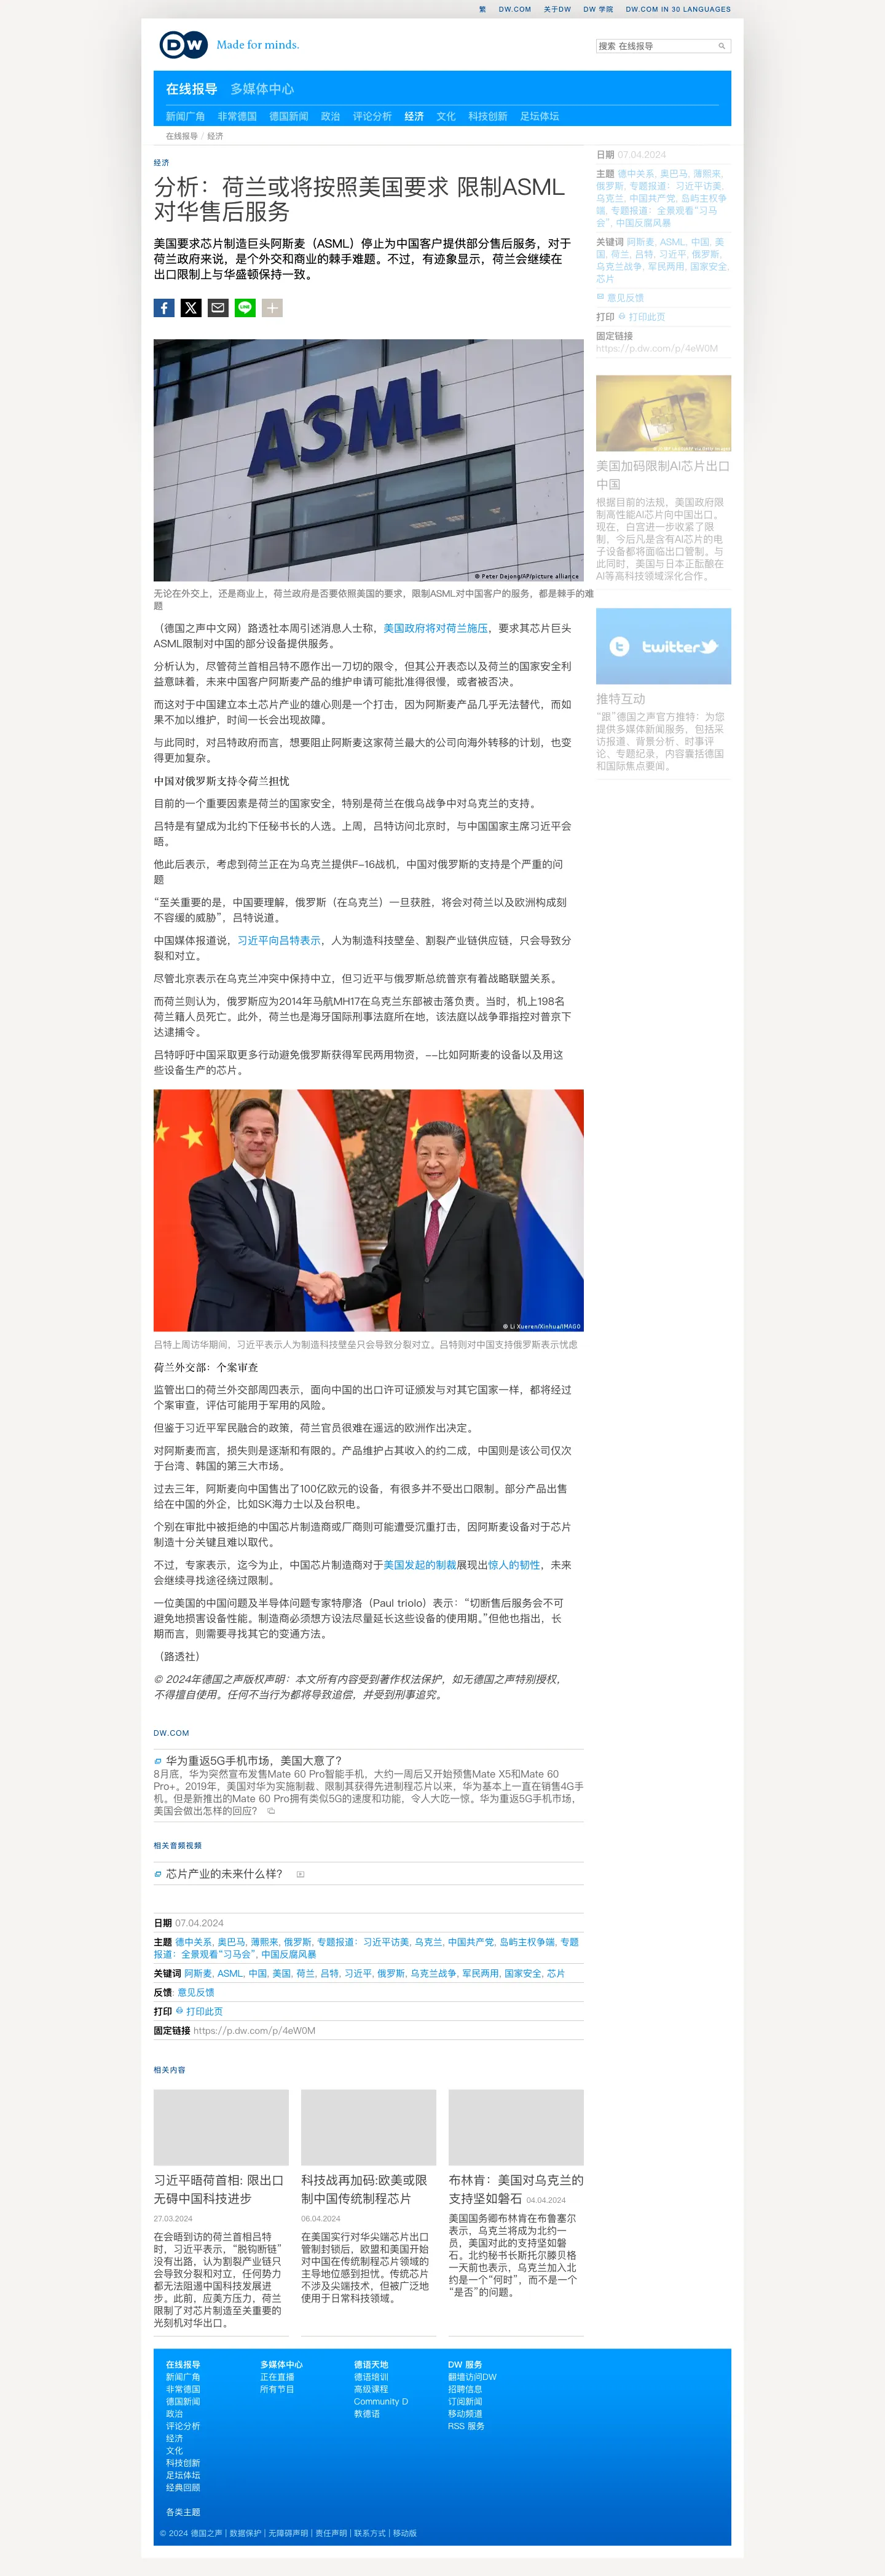 繁 DW.COM 关于DW DW 学院 DW.COM IN 30 LANGUAGES
DW Made for minds.
搜索 在线报导
在线报导 多媒体中心
新闻广角 非常德国 德国新闻 政治 评论分析 经济 文化 科技创新 足坛体坛
在线报导 / 经济
经济
分析：荷兰或将按照美国要求 限制ASML
对华售后服务
美国要求芯片制造巨头阿斯麦（ASML）停止为中国客户提供部分售后服务，对于
荷兰政府来说，是个外交和商业的棘手难题。不过，有迹象显示，荷兰会继续在
出口限制上与华盛顿保持一致。
ASML
© Peter Dejong/AP/picture alliance
无论在外交上，还是商业上，荷兰政府是否要依照美国的要求，限制ASML对中国客户的服务，都是棘手的难
题
（德国之声中文网）路透社本周引述消息人士称，美国政府将对荷兰施压，要求其芯片巨头
ASML限制对中国的部分设备提供服务。
分析认为，尽管荷兰首相吕特不愿作出一刀切的限令，但其公开表态以及荷兰的国家安全利
益意味着，未来中国客户阿斯麦产品的维护申请可能批准得很慢，或者被否决。
而这对于中国建立本土芯片产业的雄心则是一个打击，因为阿斯麦产品几乎无法替代，而如
果不加以维护，时间一长会出现故障。
与此同时，对吕特政府而言，想要阻止阿斯麦这家荷兰最大的公司向海外转移的计划，也变
得更加复杂。
中国对俄罗斯支持令荷兰担忧
目前的一个重要因素是荷兰的国家安全，特别是荷兰在俄乌战争中对乌克兰的支持。
吕特是有望成为北约下任秘书长的人选。上周，吕特访问北京时，与中国国家主席习近平会
晤。
他此后表示，考虑到荷兰正在为乌克兰提供F-16战机，中国对俄罗斯的支持是个严重的问
题
“至关重要的是，中国要理解，俄罗斯（在乌克兰）一旦获胜，将会对荷兰以及欧洲构成刻
不容缓的威胁”，吕特说道。
中国媒体报道说，习近平向吕特表示，人为制造科技壁垒、割裂产业链供应链，只会导致分
裂和对立。
尽管北京表示在乌克兰冲突中保持中立，但习近平与俄罗斯总统普京有着战略联盟关系。
而荷兰则认为，俄罗斯应为2014年马航MH17在乌克兰东部被击落负责。当时，机上198名
荷兰籍人员死亡。此外，荷兰也是海牙国际刑事法庭所在地，该法庭以战争罪指控对普京下
达逮捕令。
吕特呼吁中国采取更多行动避免俄罗斯获得军民两用物资，--比如阿斯麦的设备以及用这
些设备生产的芯片。
© Li Xueren/Xinhua/IMAGO
吕特上周访华期间，习近平表示人为制造科技壁垒只会导致分裂对立。吕特则对中国支持俄罗斯表示忧虑
荷兰外交部：个案审查
监管出口的荷兰外交部周四表示，面向中国的出口许可证颁发与对其它国家一样，都将经过
个案审查，评估可能用于军用的风险。
但鉴于习近平军民融合的政策，荷兰官员很难在遥远的欧洲作出决定。
对阿斯麦而言，损失则是逐渐和有限的。产品维护占其收入的约二成，中国则是该公司仅次
于台湾、韩国的第三大市场。
过去三年，阿斯麦向中国售出了100亿欧元的设备，有很多并不受出口限制。部分产品出售
给在中国的外企，比如SK海力士以及台积电。
个别在审批中被拒绝的中国芯片制造商或厂商则可能遭受沉重打击，因阿斯麦设备对于芯片
制造十分关键且难以取代。
不过，专家表示，迄今为止，中国芯片制造商对于美国发起的制裁展现出惊人的韧性，未来
会继续寻找途径绕过限制。
一位美国的中国问题及半导体问题专家特廖洛（Paul triolo）表示：“切断售后服务会不可
避免地损害设备性能。制造商必须想方设法尽量延长这些设备的使用期。”但他也指出，长
期而言，则需要寻找其它的变通方法。
（路透社）
© 2024年德国之声版权声明：本文所有内容受到著作权法保护，如无德国之声特别授权，
不得擅自使用。任何不当行为都将导致追偿，并受到刑事追究。
DW.COM
华为重返5G手机市场，美国大意了？
8月底，华为突然宣布发售Mate 60 Pro智能手机，大约一周后又开始预售Mate X5和Mate 60
Pro+。2019年，美国对华为实施制裁、限制其获得先进制程芯片以来，华为基本上一直在销售4G手
机。但是新推出的Mate 60 Pro拥有类似5G的速度和功能，令人大吃一惊。华为重返5G手机市场，
美国会做出怎样的回应？
相关音频视频
芯片产业的未来什么样？
日期 07.04.2024
主题 德中关系, 奥巴马, 薄熙来, 俄罗斯, 专题报道：习近平访美, 乌克兰, 中国共产党, 岛屿主权争端, 专题
报道：全景观看“习马会”, 中国反腐风暴
关键词 阿斯麦, ASML, 中国, 美国, 荷兰, 吕特, 习近平, 俄罗斯, 乌克兰战争, 军民两用, 国家安全, 芯片
反馈: 意见反馈
打印 打印此页
固定链接 https://p.dw.com/p/4eW0M
相关内容
习近平晤荷首相: 限出口
无碍中国科技进步
27.03.2024
在会晤到访的荷兰首相吕特
时，习近平表示，“脱钩断链”
没有出路，认为割裂产业链只
会导致分裂和对立，任何势力
都无法阻遏中国科技发展进
步。此前，应美方压力，荷兰
限制了对芯片制造至关重要的
光刻机对华出口。
科技战再加码:欧美或限
制中国传统制程芯片
06.04.2024
在美国实行对华尖端芯片出口
管制封锁后，欧盟和美国开始
对中国在传统制程芯片领域的
主导地位感到担忧。传统芯片
不涉及尖端技术，但被广泛地
使用于日常科技领域。
布林肯：美国对乌克兰的
支持坚如磐石 04.04.2024
美国国务卿布林肯在布鲁塞尔
表示，乌克兰将成为北约一
员，美国对此的支持坚如磐
石。北约秘书长斯托尔滕贝格
一天前也表示，乌克兰加入北
约是一个“何时”，而不是一个
“是否”的问题。
日期 07.04.2024
主题 德中关系, 奥巴马, 薄熙来,
俄罗斯, 专题报道：习近平访美,
乌克兰, 中国共产党, 岛屿主权争
端, 专题报道：全景观看“习马
会”, 中国反腐风暴
关键词 阿斯麦, ASML, 中国, 美
国, 荷兰, 吕特, 习近平, 俄罗斯,
乌克兰战争, 军民两用, 国家安全,
芯片
意见反馈
打印 打印此页
固定链接
https://p.dw.com/p/4eW0M
美国加码限制AI芯片出口
中国
根据目前的法规，美国政府限
制高性能AI芯片向中国出口。
现在，白宫进一步收紧了限
制，今后凡是含有AI芯片的电
子设备都将面临出口管制。与
此同时，美国与日本正酝酿在
AI等高科技领域深化合作。
twitter
推特互动
“跟”德国之声官方推特：为您
提供多媒体新闻服务，包括采
访报道、背景分析、时事评
论、专题纪录，内容囊括德国
和国际焦点要闻。
在线报导
新闻广角
非常德国
德国新闻
政治
评论分析
经济
文化
科技创新
足坛体坛
经典回顾
各类主题
多媒体中心
正在直播
所有节目
德语天地
德语培训
高级课程
Community D
教德语
DW 服务
翻墙访问DW
招聘信息
订阅新闻
移动频道
RSS 服务
© 2024 德国之声 | 数据保护 | 无障碍声明 | 责任声明 | 联系方式 | 移动版